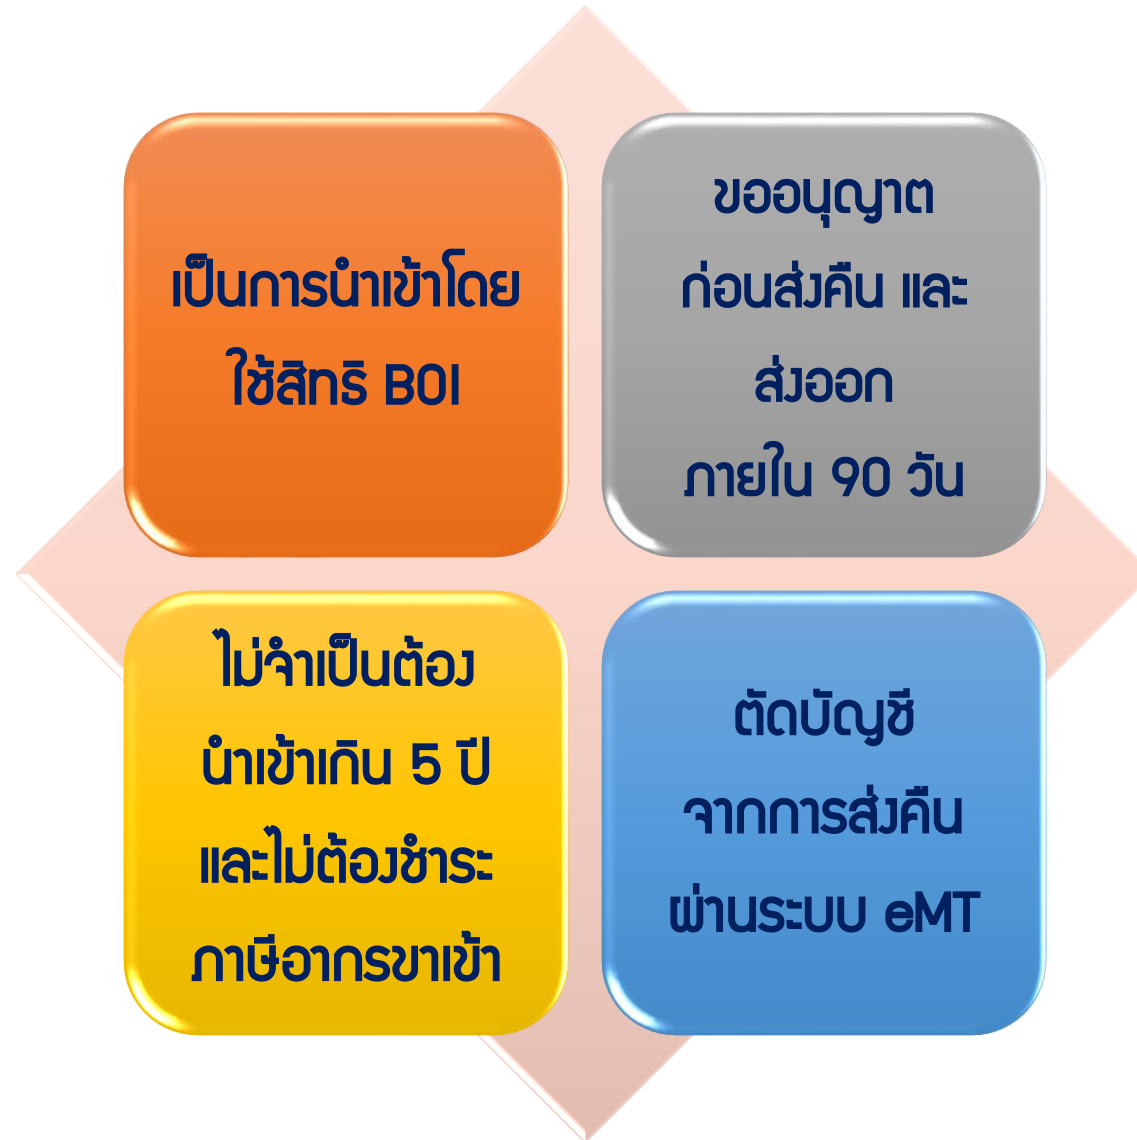 เป็นการนำเข้าโดย
ใช้สิทธิ BOI
ขออนุญาต
ก่อนส่งคืน และ
ส่งออก
ภายใน 90 วัน
ไม่จำเป็นต้อง
นำเข้าเกิน 5 ปี
และไม่ต้องชำระ
ภาษีอากรขาเข้า
ตัดบัญชี
จากการส่งคืน
ผ่านระบบ eMT